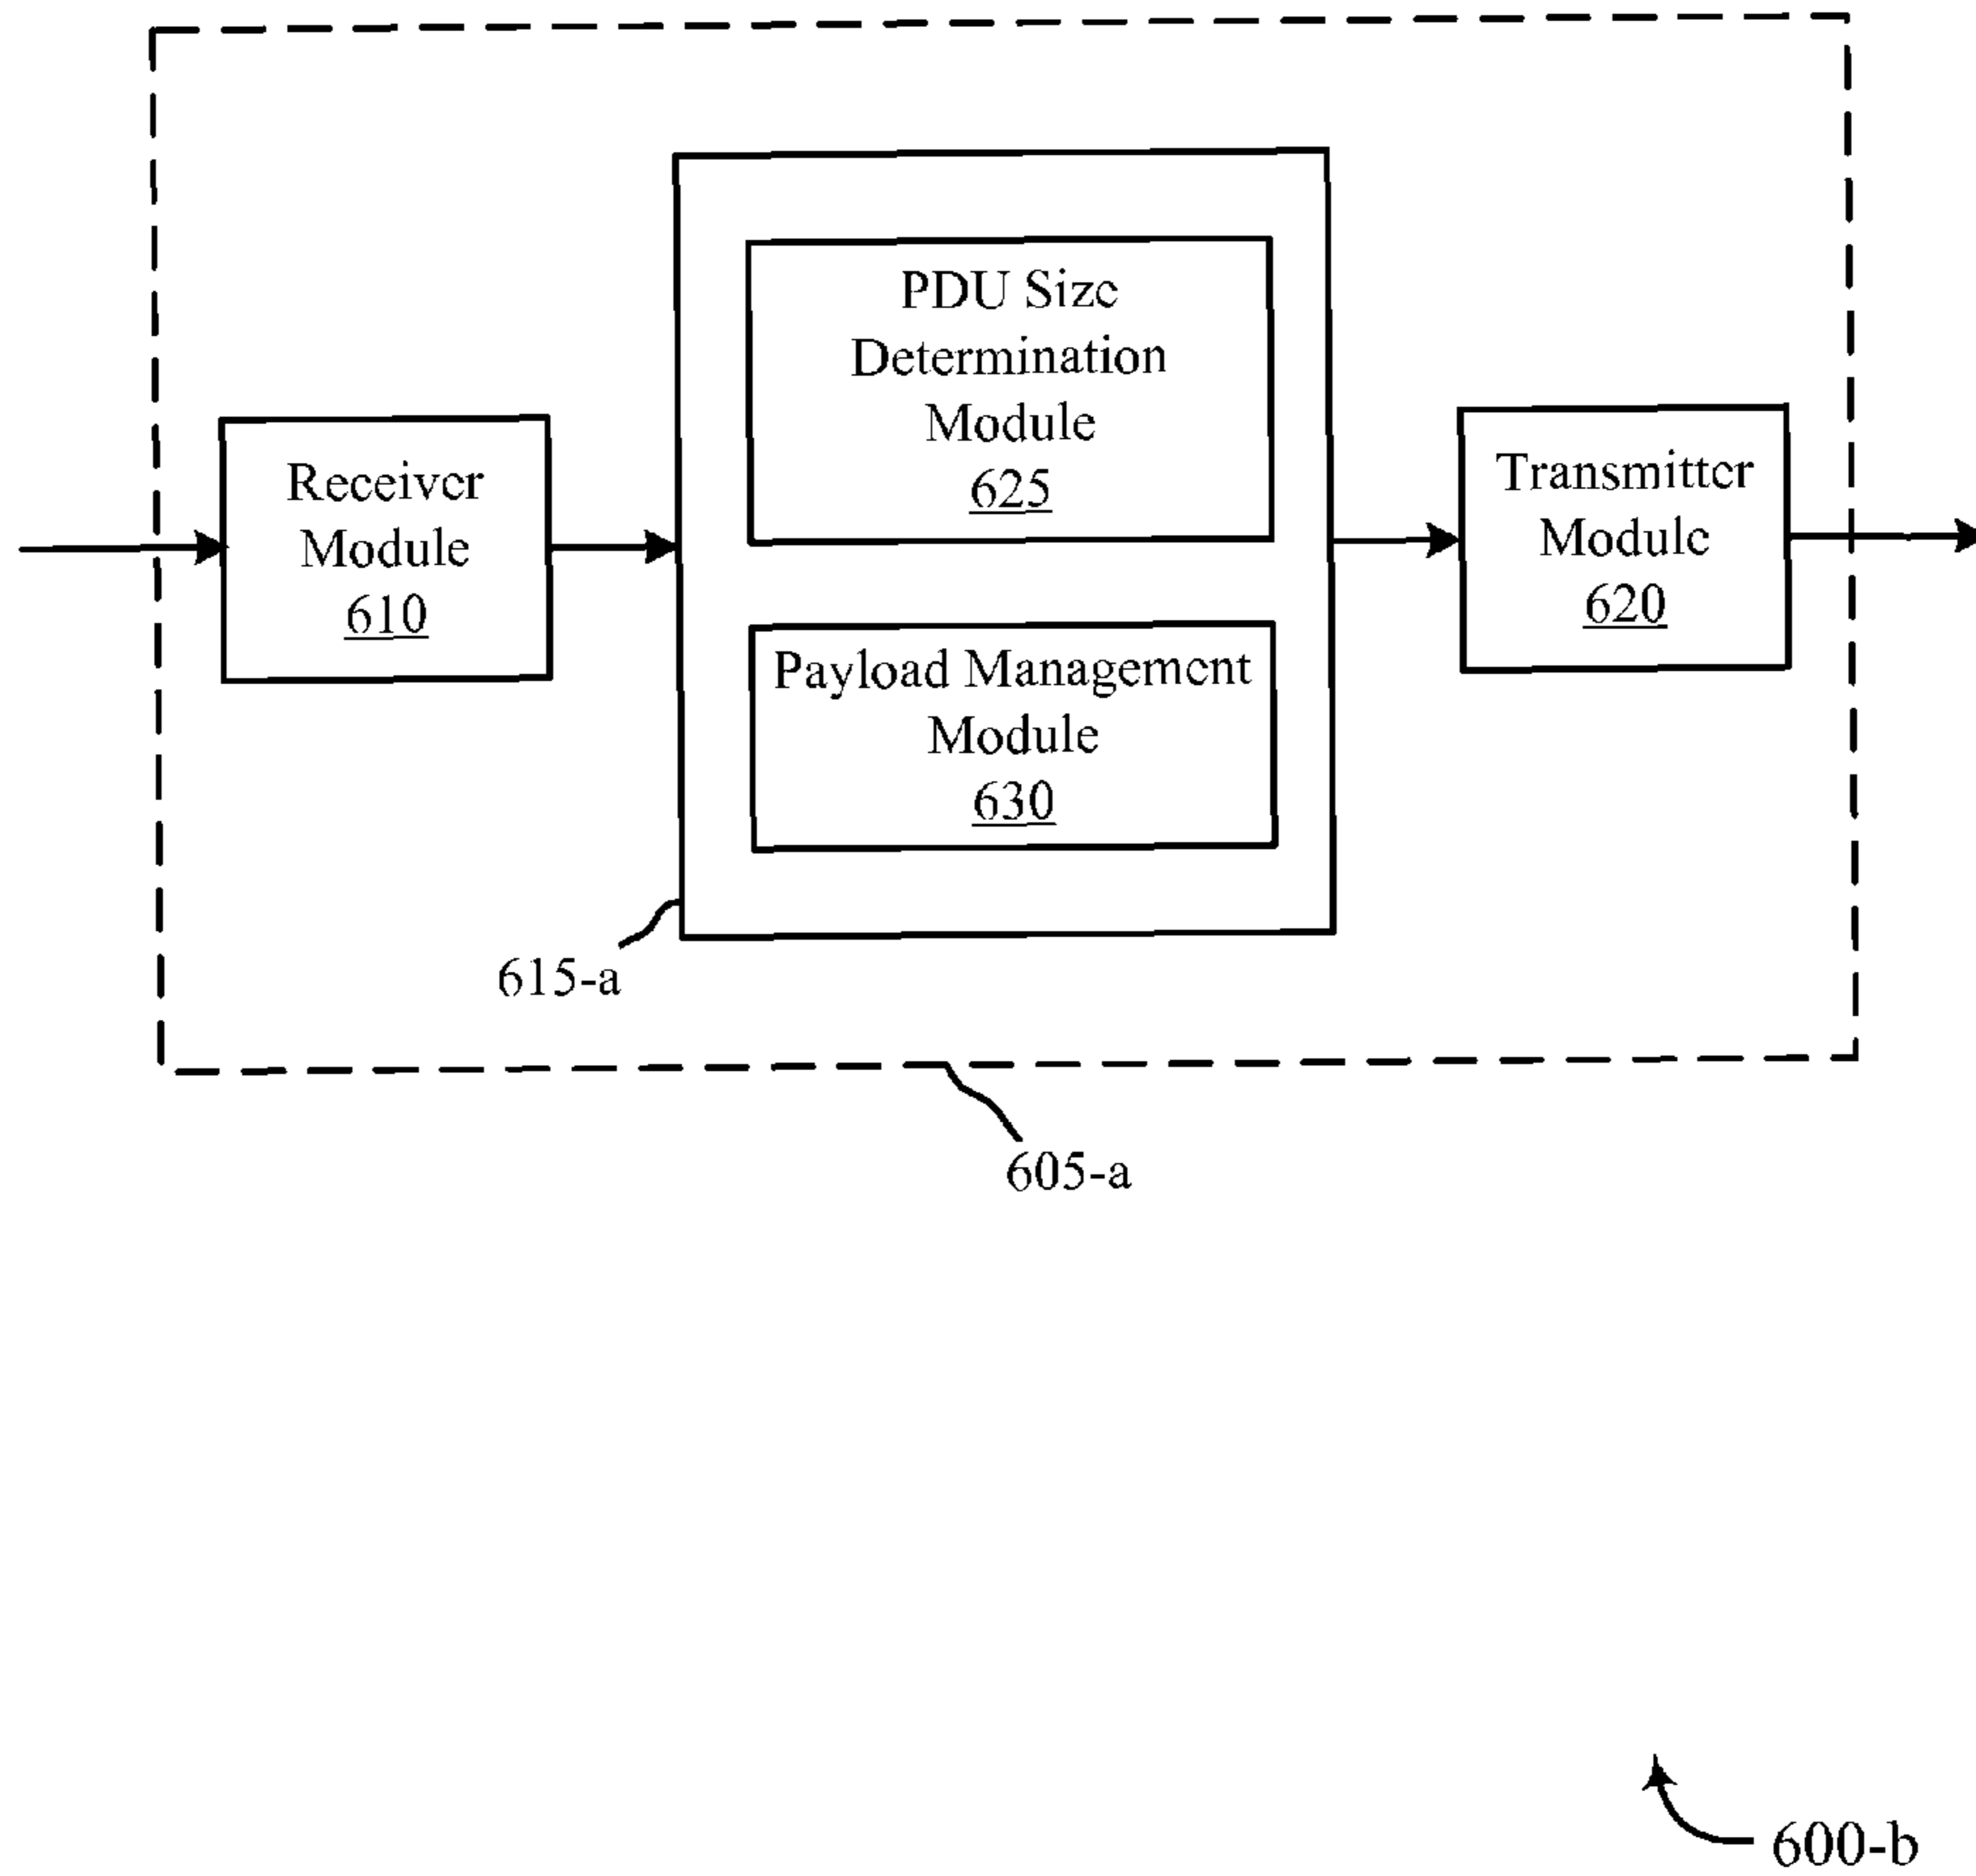 PDU Size
Determination
Module
625
Receiver
Module
610
Transmitter
Module
620
Payload Management
Module
630
615-a
605-a
600-b